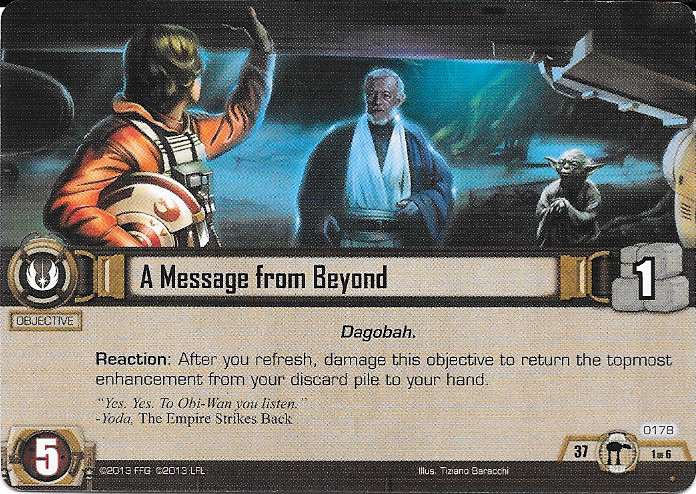 A Message from Beyond
1
OBJECTIVE
Dagobah.
Reaction: After you refresh, damage this objective to return the topmost
enhancement from your discard pile to your hand.
"Yes. Yes. To Obi-Wan you listen."
-Yoda, The Empire Strikes Back
0178
37
1 OF 6
5
©2013 FFG ©2013 LFL
Illus. Tiziano Baracchi